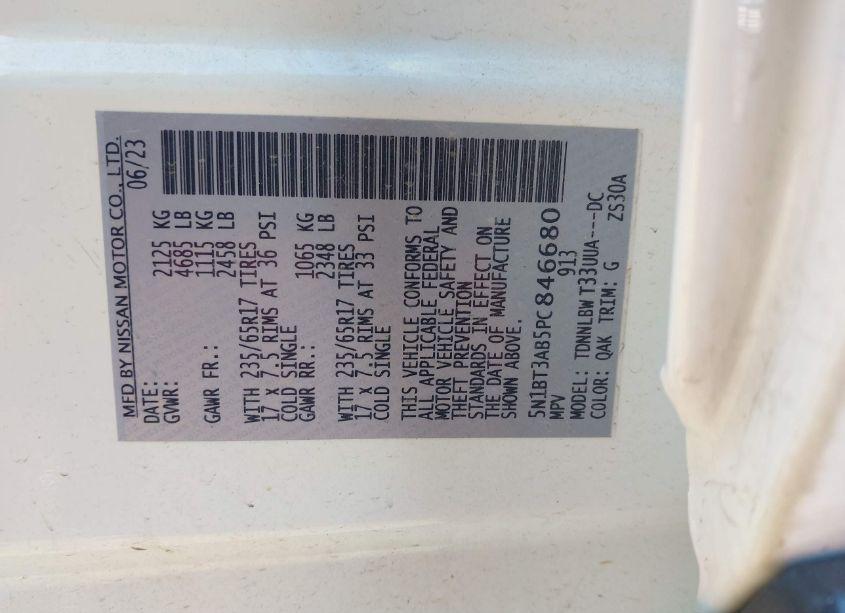 MFD BY NISSAN MOTOR CO., LTD.
DATE: 06/23
GVWR: 2125 KG
4685 LB
GAWR FR.: 1115 KG
2458 LB
WITH 235/65R17 TIRES
17 X 7.5 RIMS AT 36 PSI
COLD SINGLE
GAWR RR.: 1065 KG
2348 LB
WITH 235/65R17 TIRES
17 X 7.5 RIMS AT 33 PSI
COLD SINGLE
THIS VEHICLE CONFORMS TO
ALL APPLICABLE FEDERAL
MOTOR VEHICLE SAFETY AND
THEFT PREVENTION
STANDARDS IN EFFECT ON
THE DATE OF MANUFACTURE
SHOWN ABOVE.
5N1BT3AB5PC846680
MPV 913
MODEL: TDNNLBW T33UUA---DC
COLOR: QAK TRIM: G ZS30A